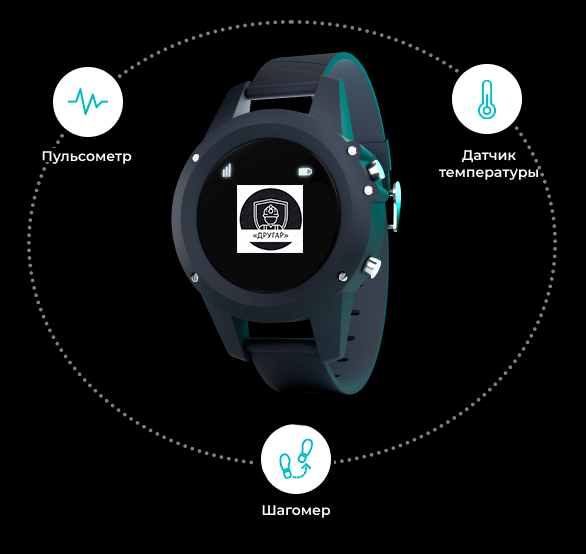 Пульсометр
Датчик
температуры
«ДРУГАР»
Шагомер